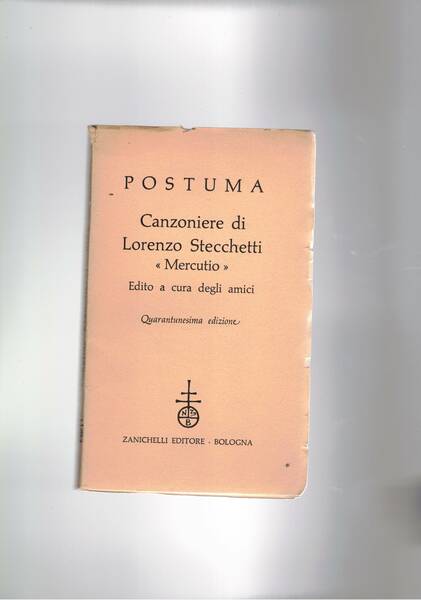 POSTUMA
Canzoniere di
Lorenzo Stecchetti
« Mercutio »
Edito a cura degli amici
Quarantunesima edizione
N Z
B
ZANICHELLI EDITORE - BOLOGNA